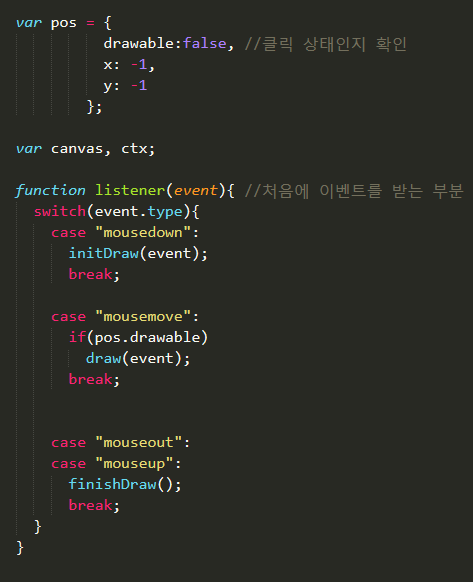 var pos = {
drawable:false, //클릭 상태인지 확인
x: -1,
y: -1
};
var canvas, ctx;
function listener(event){ //처음에 이벤트를 받는 부분
switch(event.type){
case "mousedown":
initDraw(event);
break;
case "mousemove":
if(pos.drawable)
draw(event);
break;
case "mouseout":
case "mouseup":
finishDraw();
break;
}
}